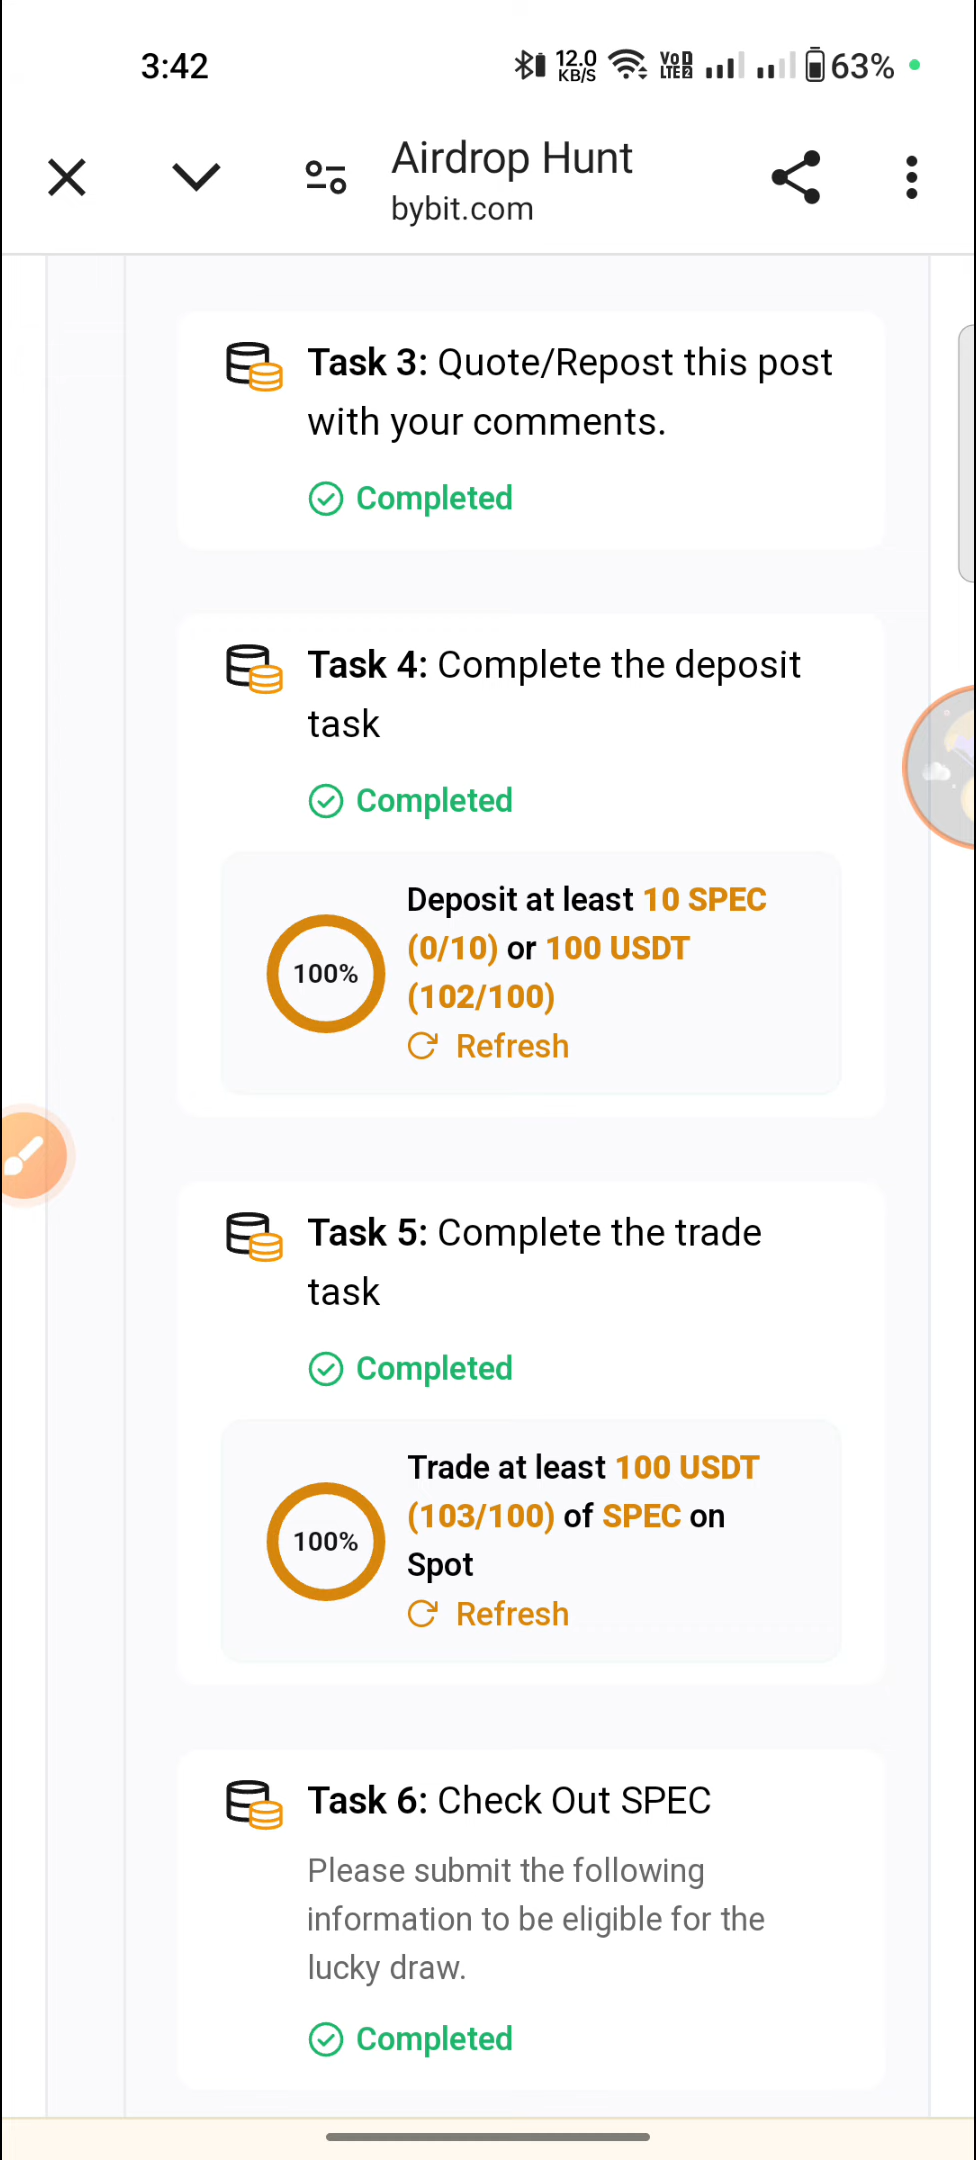 3:42
12.0
KB/S
VoD
LTE2
63%
Airdrop Hunt
bybit.com
Task 3: Quote/Repost this post
with your comments.
Completed
Task 4: Complete the deposit
task
Completed
100%
Deposit at least 10 SPEC
(0/10) or 100 USDT
(102/100)
Refresh
Task 5: Complete the trade
task
Completed
100%
Trade at least 100 USDT
(103/100) of SPEC on
Spot
Refresh
Task 6: Check Out SPEC
Please submit the following
information to be eligible for the
lucky draw.
Completed